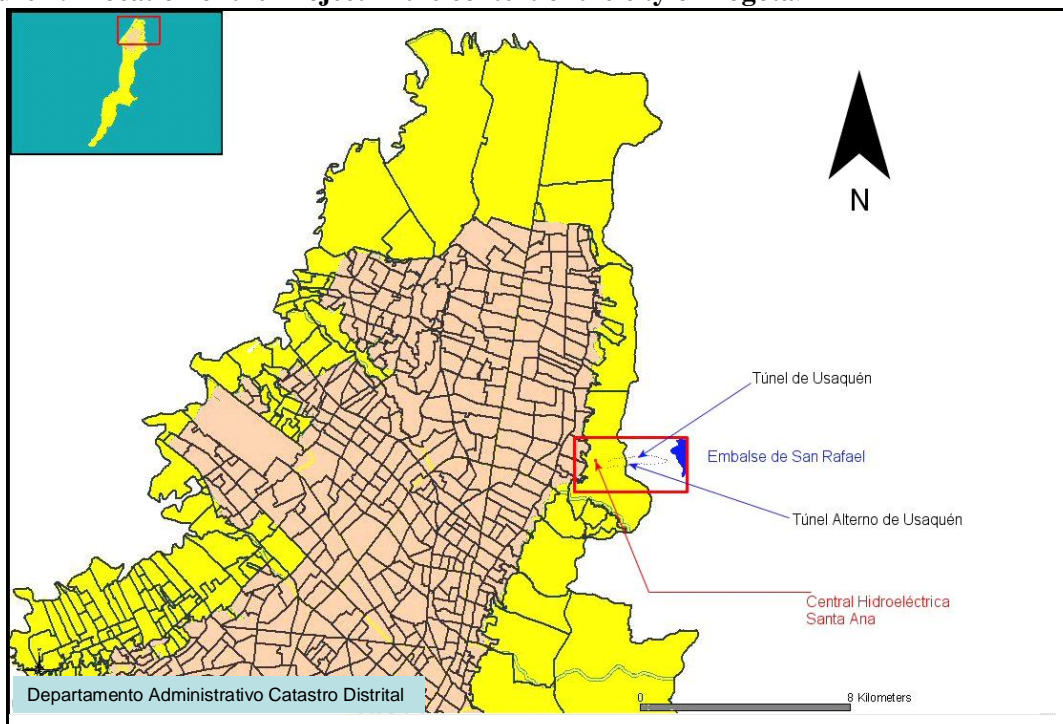 N
Túnel de Usaquén
Embalse de San Rafael
Túnel Alterno de Usaquén
Central Hidroeléctrica
Santa Ana
Departamento Administrativo Catastro Distrital
0 8 Kilometers